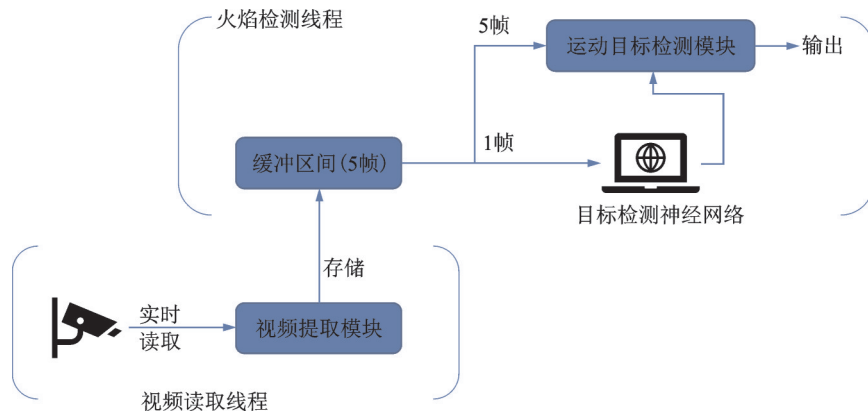 火焰检测线程
5帧
运动目标检测模块
输出
缓冲区间(5帧)
1帧
目标检测神经网络
存储
实时
读取
视频提取模块
视频读取线程